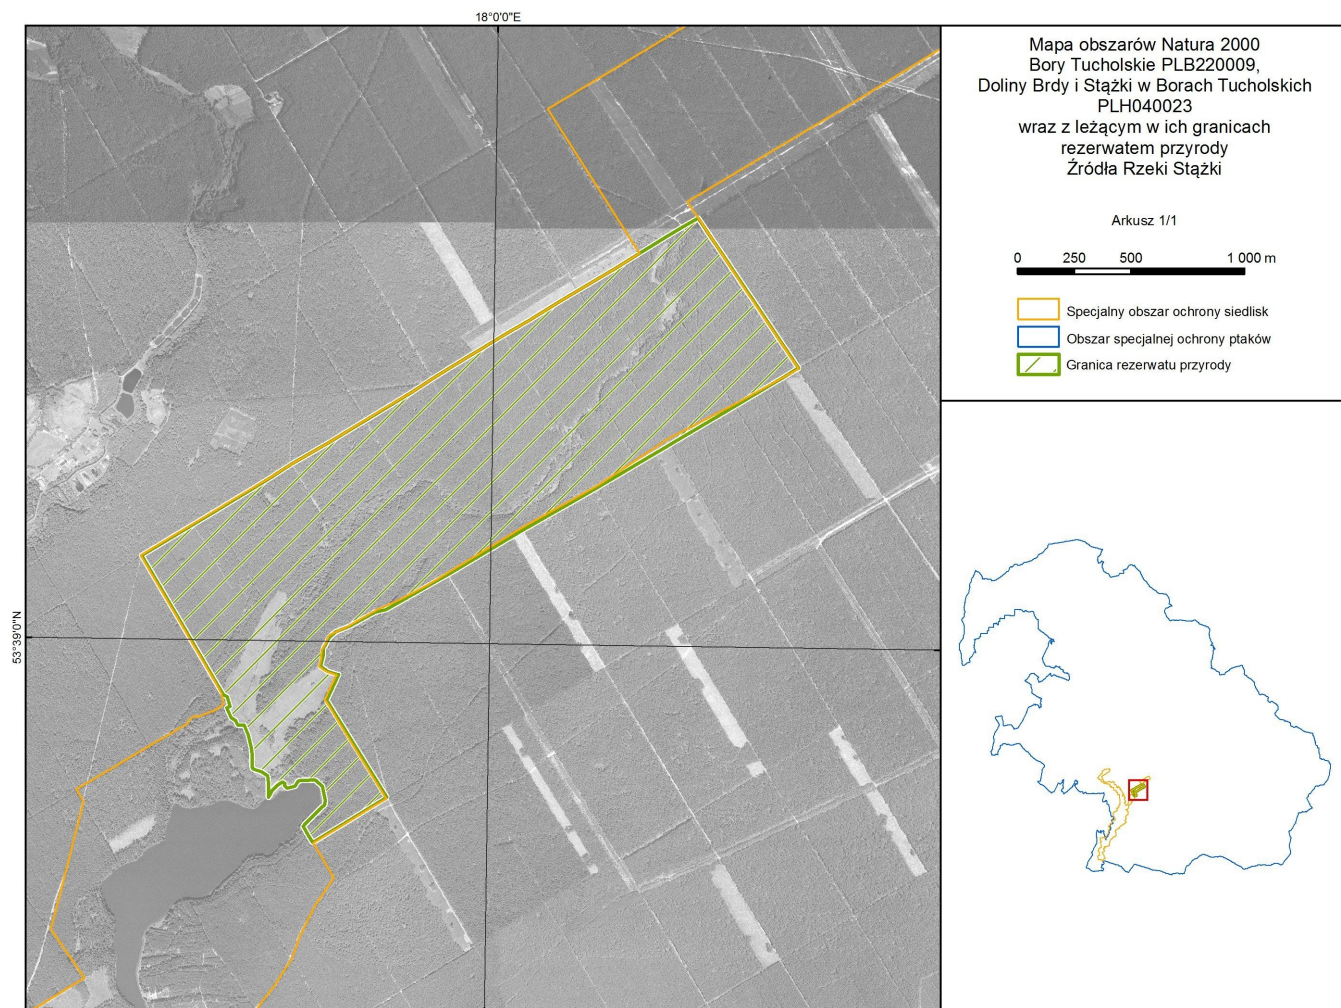 18°0'0"E
Mapa obszarów Natura 2000
Bory Tucholskie PLB220009,
Doliny Brdy i Stążki w Borach Tucholskich
PLH040023
wraz z leżącym w ich granicach
rezerwatem przyrody
Źródła Rzeki Stążki
Arkusz 1/1
0 250 500 1 000 m
Specjalny obszar ochrony siedlisk
Obszar specjalnej ochrony ptaków
Granica rezerwatu przyrody
53°39'0"N